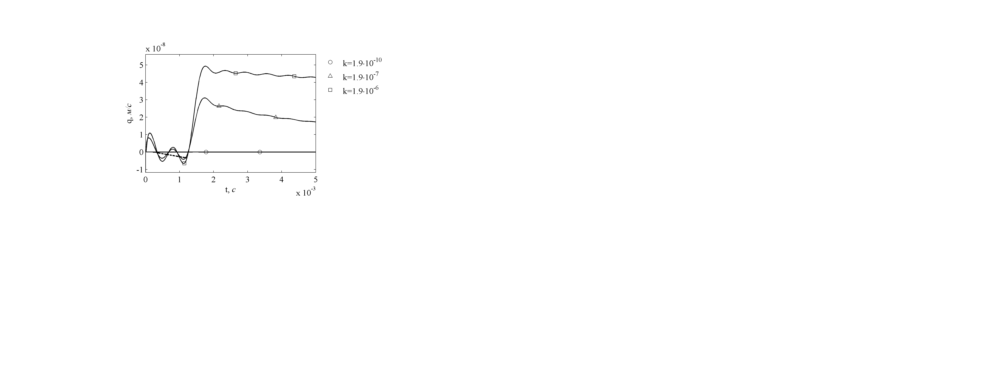 x 10^-8
5
4
3
2
1
0
-1
q, м/с
0 1 2 3 4 5
t, с
x 10^-3
k=1.9·10^-10
k=1.9·10^-7
k=1.9·10^-6